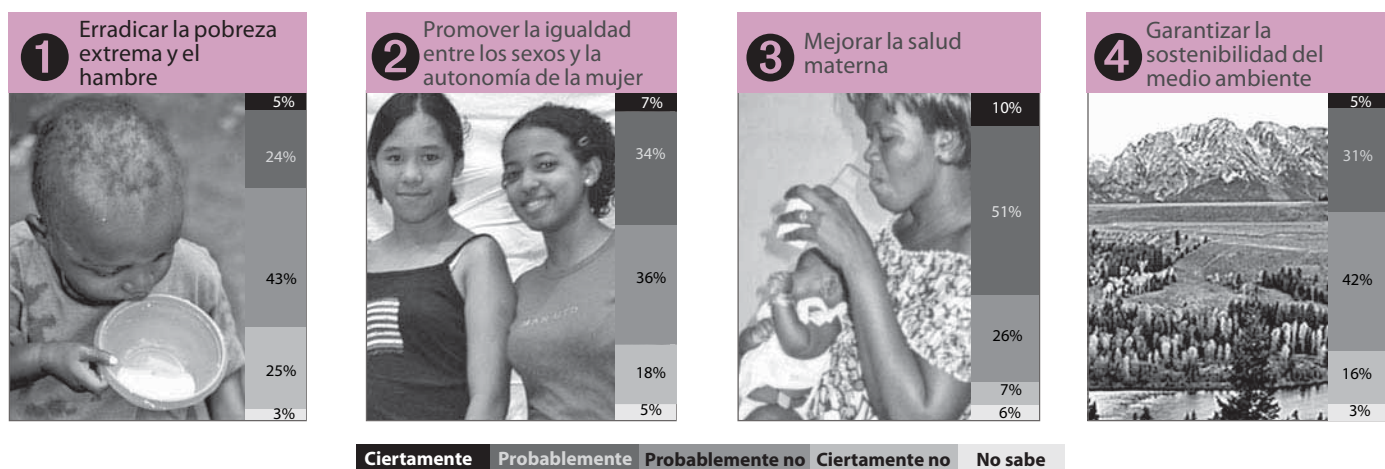 1 Erradicar la pobreza
extrema y el
hambre
5%
24%
43%
25%
3%
2 Promover la igualdad
entre los sexos y la
autonomía de la mujer
7%
34%
36%
18%
5%
3 Mejorar la salud
materna
10%
51%
26%
7%
6%
4 Garantizar la
sostenibilidad del
medio ambiente
5%
31%
42%
16%
3%
Ciertamente Probablemente Probablemente no Ciertamente no No sabe